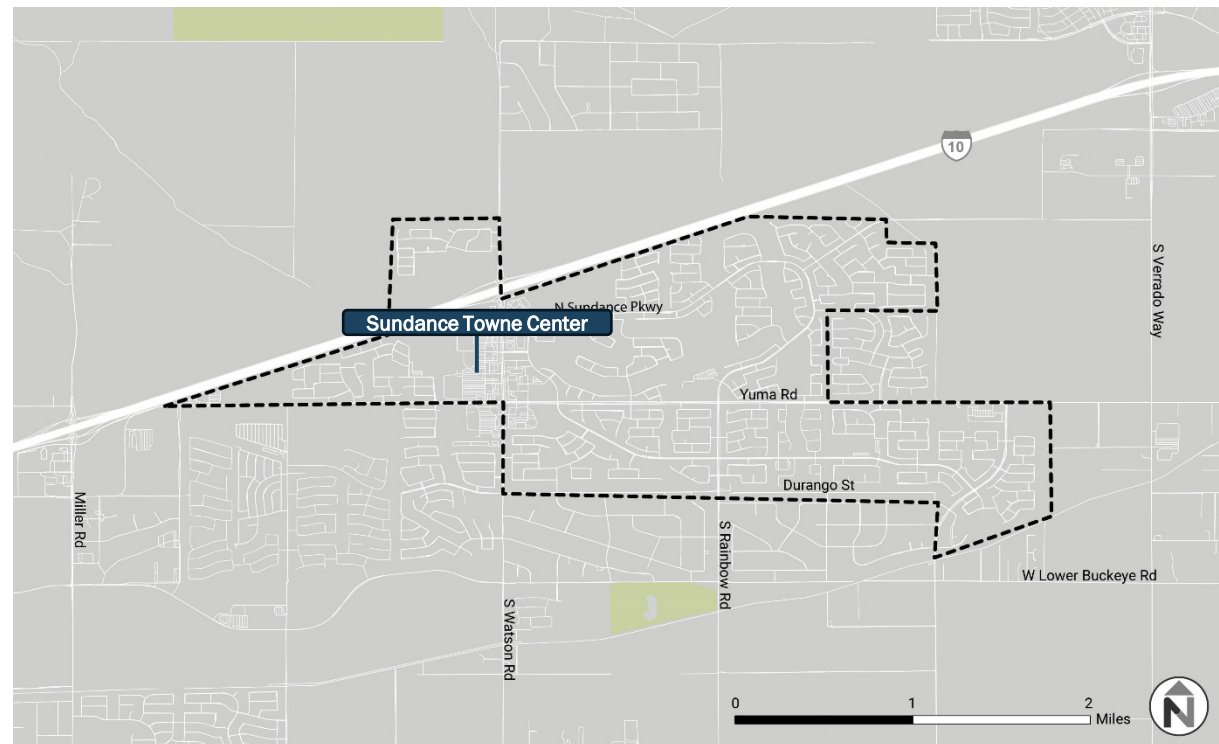 10
S Verrado Way
N Sundance Pkwy
Sundance Towne Center
Yuma Rd
Durango St
Miller Rd
S Rainbow Rd
W Lower Buckeye Rd
S Watson Rd
0 1 2
Miles
N